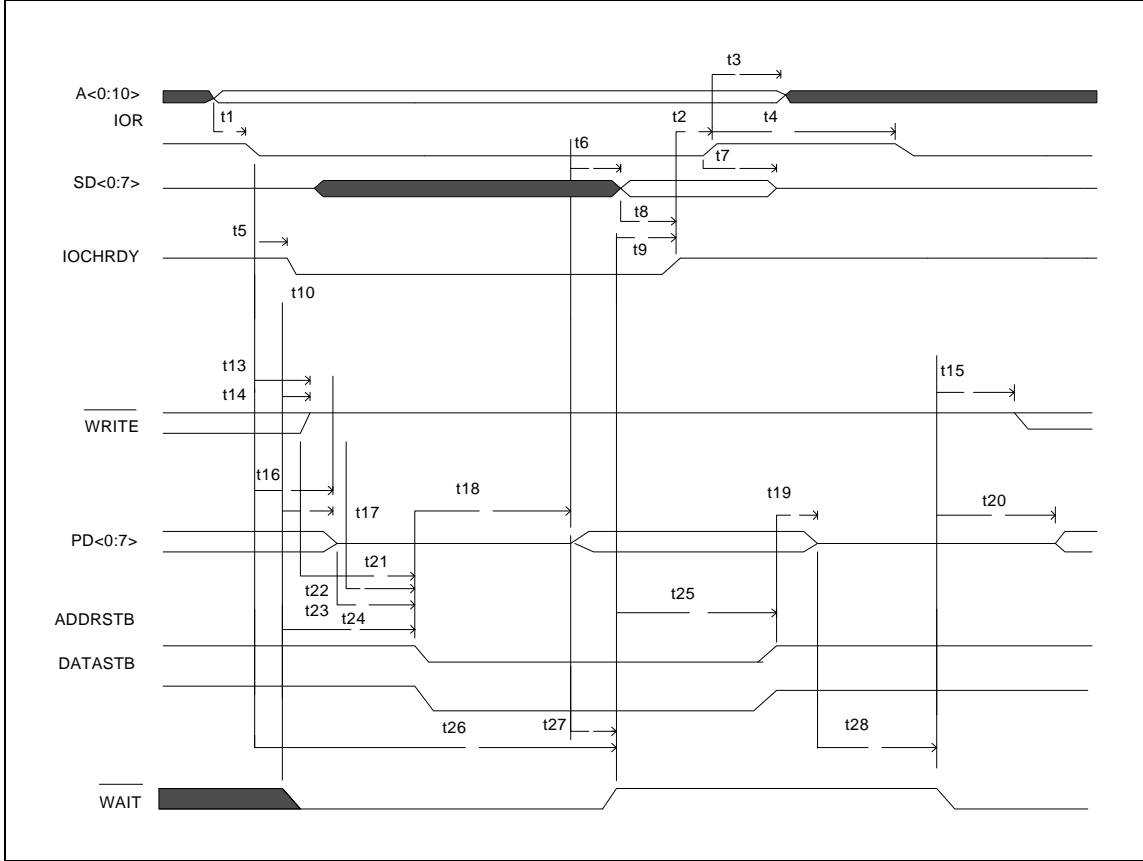 t3
A<0:10>
IOR
t1
t2
t4
t6
t7
SD<0:7>
t8
t5
t9
IOCHRDY
t10
t13
t14
t15
WRITE
t16
t18
t19
t20
t17
PD<0:7>
t21
t22
t23
t25
t24
ADDRSTB
DATASTB
t26
t27
t28
WAIT